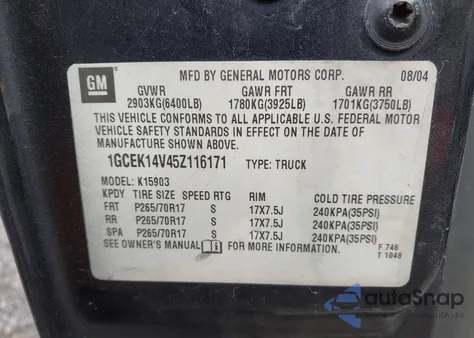 GM
MFD BY GENERAL MOTORS CORP. 08/04
GVWR GAWR FRT GAWR RR
2903KG(6400LB) 1780KG(3925LB) 1701KG(3750LB)
THIS VEHICLE CONFORMS TO ALL APPLICABLE U.S. FEDERAL MOTOR
VEHICLE SAFETY STANDARDS IN EFFECT ON THE DATE OF
MANUFACTURE SHOWN ABOVE.
1GCEK14V45Z116171 TYPE: TRUCK
MODEL: K15903
KPZD TIRE SIZE SPEED RTG RIM COLD TIRE PRESSURE
FRT P265/70R17 S 17X7.5J 240KPA(35PSI)
RR P265/70R17 S 17X7.5J 240KPA(35PSI)
SPA P265/70R17 S 17X7.5J 240KPA(35PSI)
SEE OWNER'S MANUAL FOR MORE INFORMATION.
F 746
T 1048
autoSnap